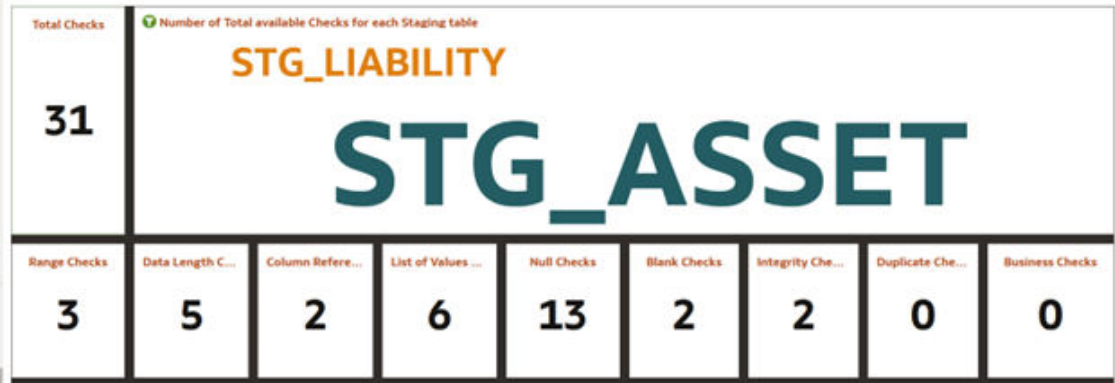 Total Checks
31
Number of Total available Checks for each Staging table
STG_LIABILITY
STG_ASSET
Range Checks
3
Data Length C...
5
Column Refere...
2
List of Values ...
6
Null Checks
13
Blank Checks
2
Integrity Che...
2
Duplicate Che...
0
Business Checks
0